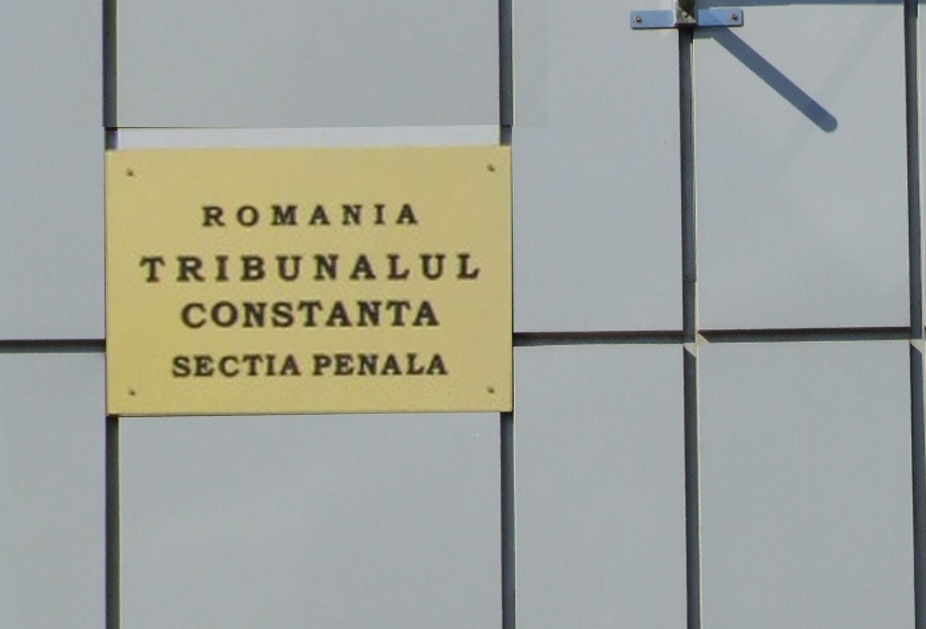 ROMANIA
TRIBUNALUL
CONSTANTA
SECTIA PENALA